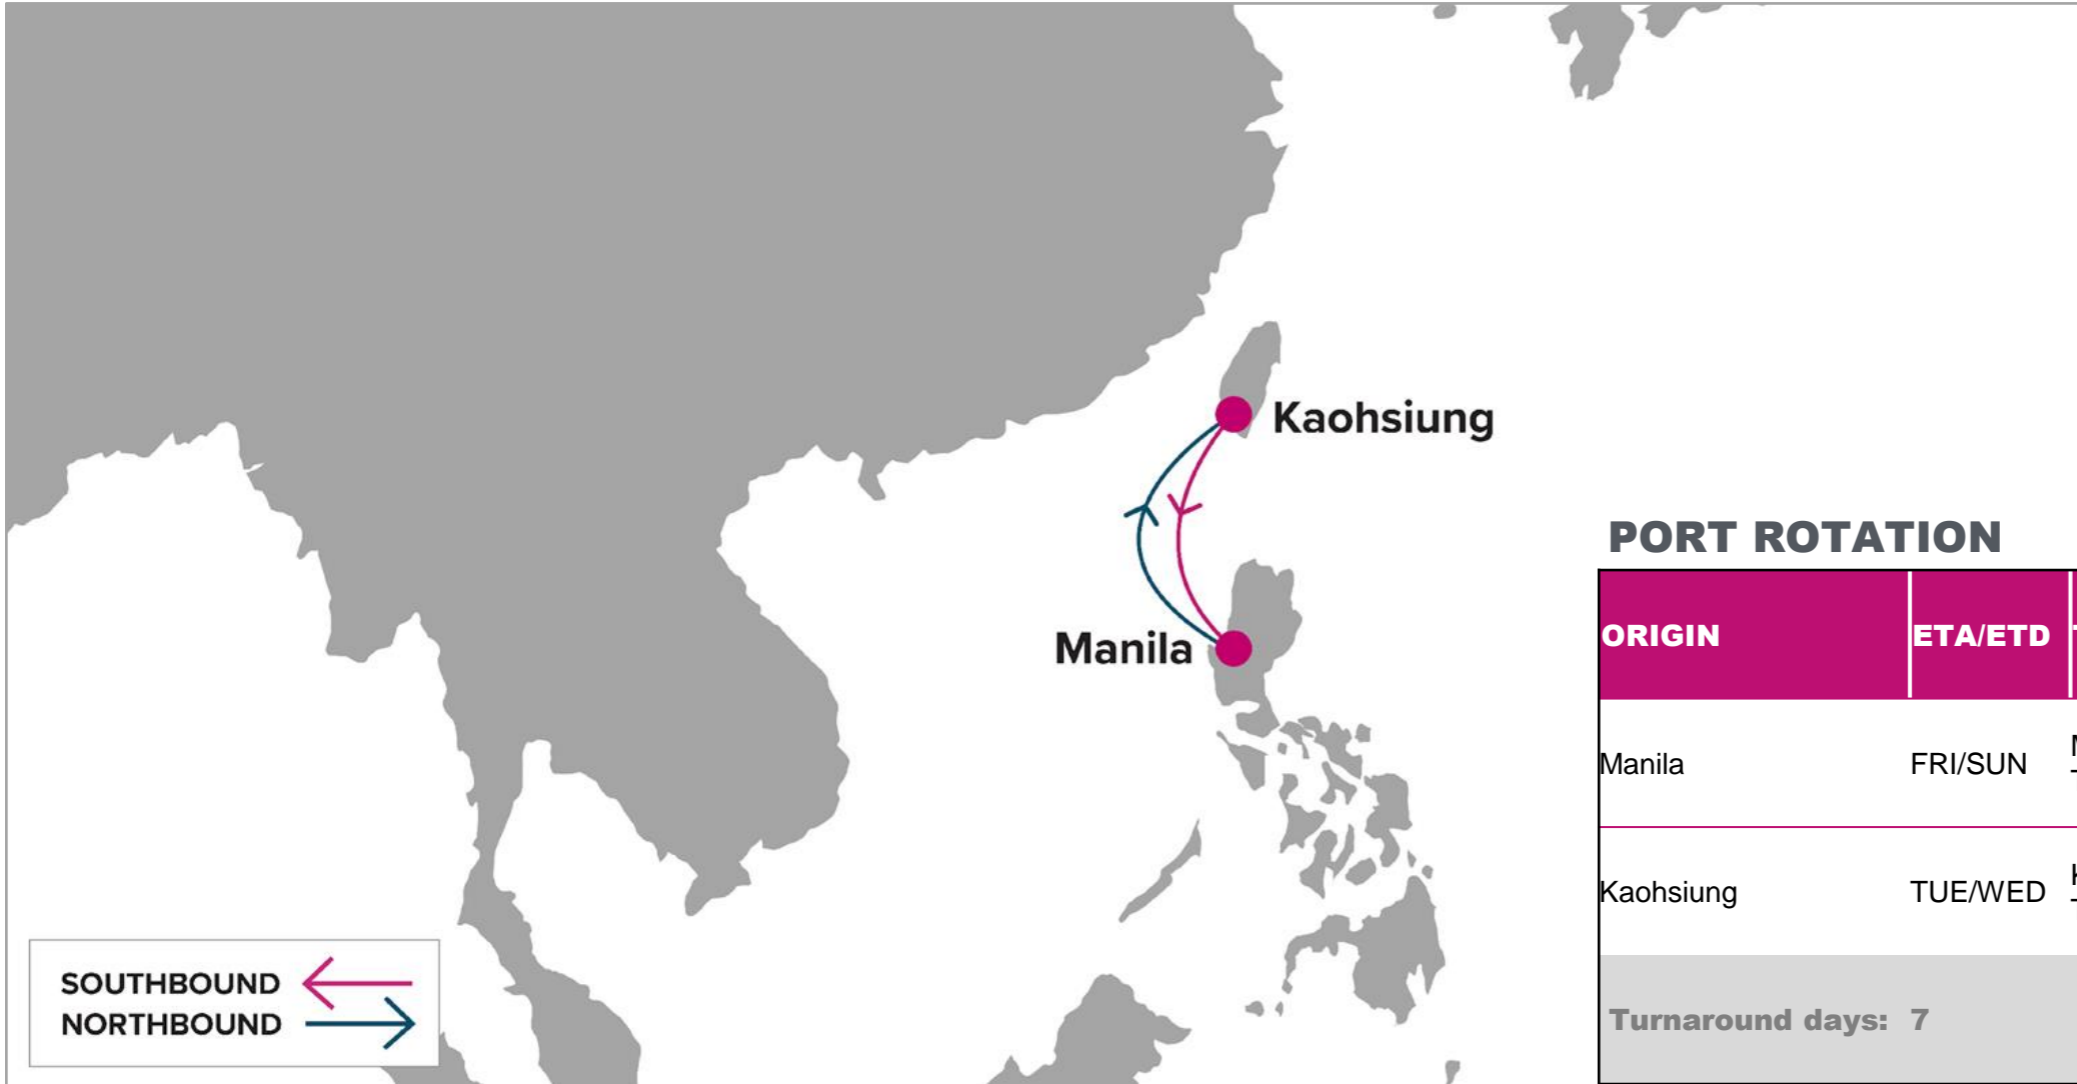 Kaohsiung
Manila
SOUTHBOUND
NORTHBOUND
PORT ROTATION
ORIGIN ETA/ETD
Manila FRI/SUN
Kaohsiung TUE/WED
Turnaround days: 7